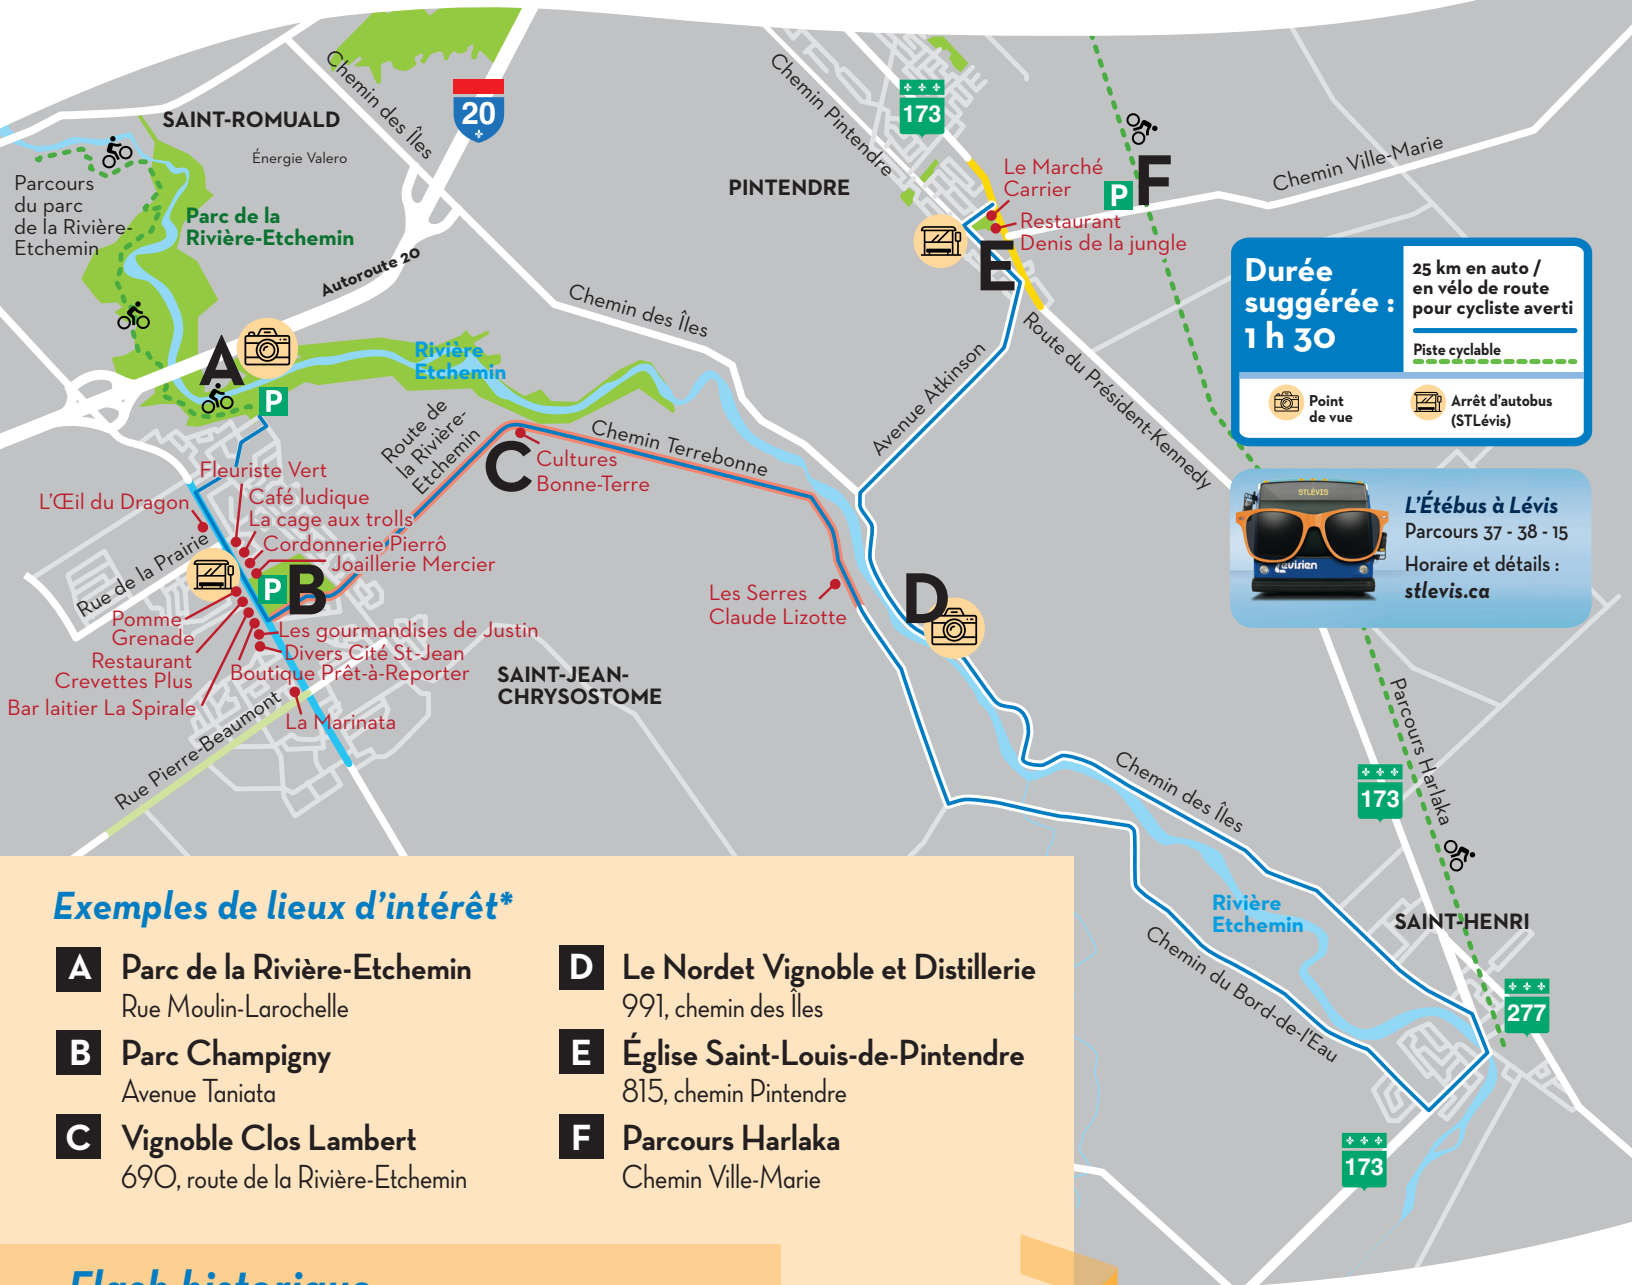 Chemin des Îles
20
SAINT-ROMUALD
Énergie Valero
Parcours
du parc
de la Rivière-
Etchemin
Parc de la
Rivière-Etchemin
Autoroute 20
Chemin des Îles
Chemin Pintendre
173
PINTENDRE
Le Marché
Carrier
Restaurant
Denis de la jungle
P
F
Chemin Ville-Marie
E
Durée
suggérée :
1 h 30
25 km en auto /
en vélo de route
pour cycliste averti
Piste cyclable
Point
de vue
Arrêt d'autobus
(STLévis)
A
P
Rivière
Etchemin
Route de
la Rivière-
Etchemin
Chemin Terrebonne
C
Cultures
Bonne-Terre
Avenue Atkinson
Route du Président-Kennedy
STLÉVIS
Lévisien
L'Étébus à Lévis
Parcours 37 - 38 - 15
Horaire et détails :
stlevis.ca
Fleuriste Vert
L'Œil du Dragon
Café ludique
La cage aux trolls
Cordonnerie Pierrô
Joaillerie Mercier
Rue de la Prairie
P
B
Pomme
Grenade
Restaurant
Crevettes Plus
Bar laitier La Spirale
Les gourmandises de Justin
Divers Cité St-Jean
Boutique Prêt-à-Reporter
La Marinata
Rue Pierre-Beaumont
SAINT-JEAN-
CHRYSOSTOME
Les Serres
Claude Lizotte
D
Chemin des Îles
Parcours Harlaka
173
Rivière
Etchemin
SAINT-HENRI
Chemin du Bord-de-l'Eau
277
173
Exemples de lieux d'intérêt*
A Parc de la Rivière-Etchemin
Rue Moulin-Larochelle
B Parc Champigny
Avenue Taniata
C Vignoble Clos Lambert
690, route de la Rivière-Etchemin
D Le Nordet Vignoble et Distillerie
991, chemin des Îles
E Église Saint-Louis-de-Pintendre
815, chemin Pintendre
F Parcours Harlaka
Chemin Ville-Marie
Flash historique